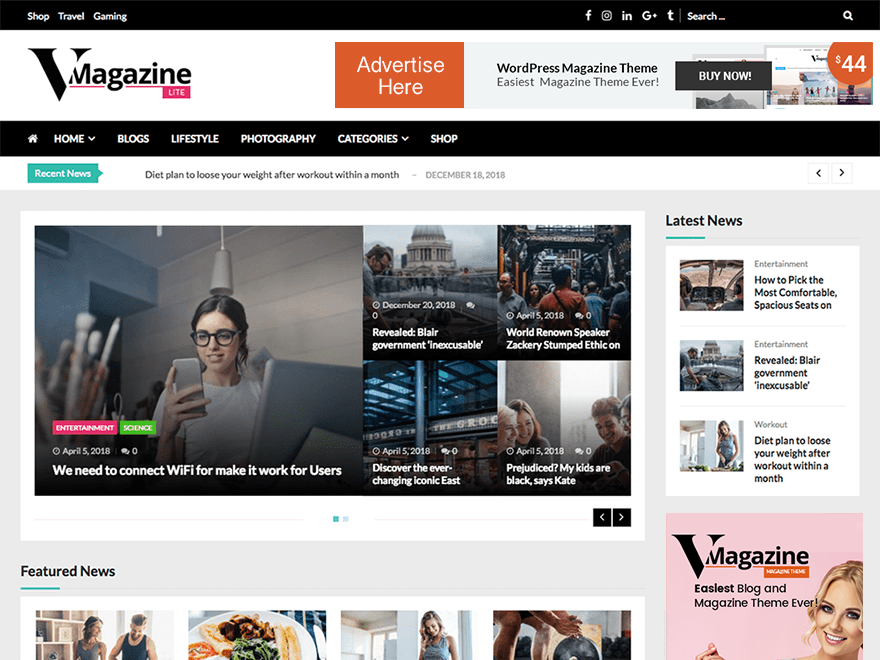 Shop Travel Gaming
Search ...
VMagazine
LITE
Advertise
Here
WordPress Magazine Theme
Easiest Magazine Theme Ever!
BUY NOW!
$44
HOME BLOGS LIFESTYLE PHOTOGRAPHY CATEGORIES SHOP
Recent News
Diet plan to loose your weight after workout within a month – DECEMBER 18, 2018
ENTERTAINMENT SCIENCE
April 5, 2018 0
We need to connect WiFi for make it work for Users
December 20, 2018
0
Revealed: Blair
government 'inexcusable'
April 5, 2018 0
World Renown Speaker
Zackery Stumped Ethic on
THE GROC
April 5, 2018 0
Discover the ever-
changing iconic East
April 5, 2018 0
Prejudiced? My kids are
black, says Kate
Latest News
Entertainment
How to Pick the
Most Comfortable,
Spacious Seats on
Entertainment
Revealed: Blair
government
'inexcusable'
Workout
Diet plan to loose
your weight after
workout within a
month
VMagazine
MAGAZINE THEME
Easiest Blog and
Magazine Theme Ever!
Featured News